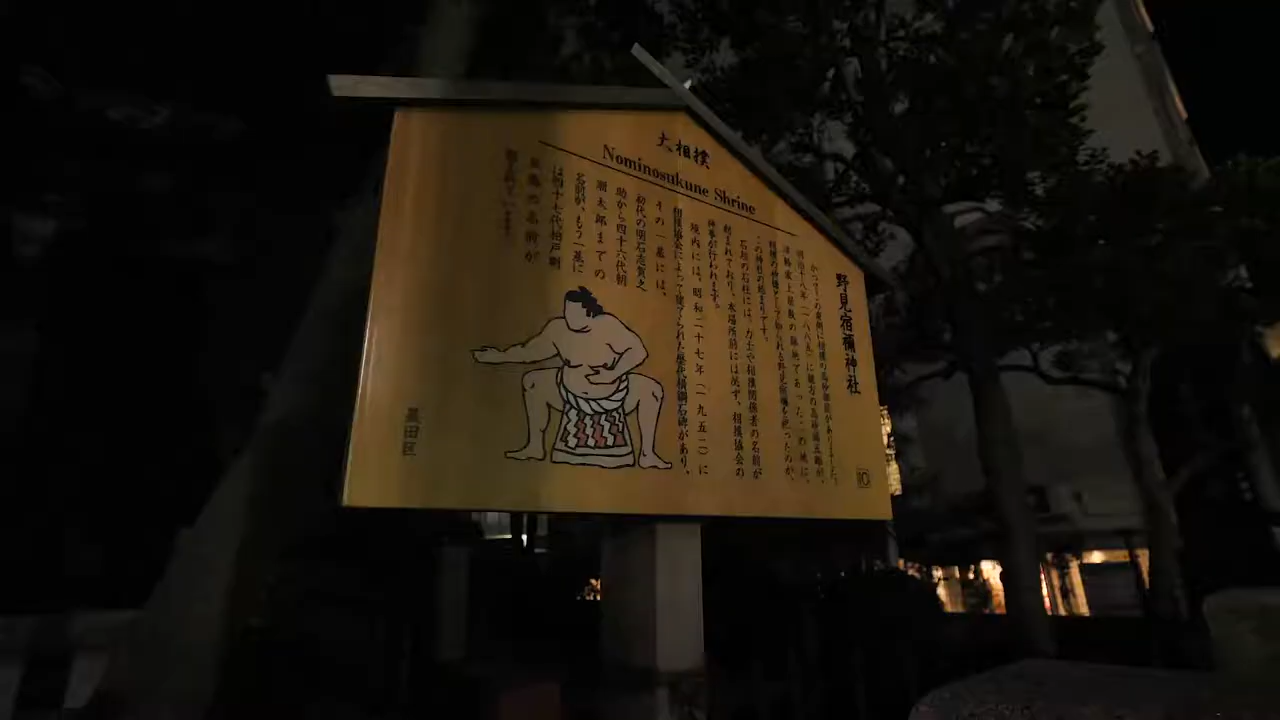 大相撲
Nominosukune Shrine
野見宿禰神社
かつてこの東側に相撲の高砂部屋がありました。
明治十八年（一八八五）に親方の高砂浦五郎が、
津軽家上屋敷の跡地であったこの地に、
相撲の神様として知られる野見宿禰を祀ったのが、
この神社の始まりです。
石垣の石柱には、力士や相撲関係者の名前が
刻まれており、本場所前には必ず、相撲協会の
神事が行われます。
境内には、昭和二十七年（一九五二）に
相撲協会によって建てられた歴代横綱石碑があり、
その一基には、
初代の明石志賀之
助から四十六代朝
潮太郎までの
名前が、もう一基に
は四十七代柏戸剛
以降の名前が
刻まれています。
墨田区
10